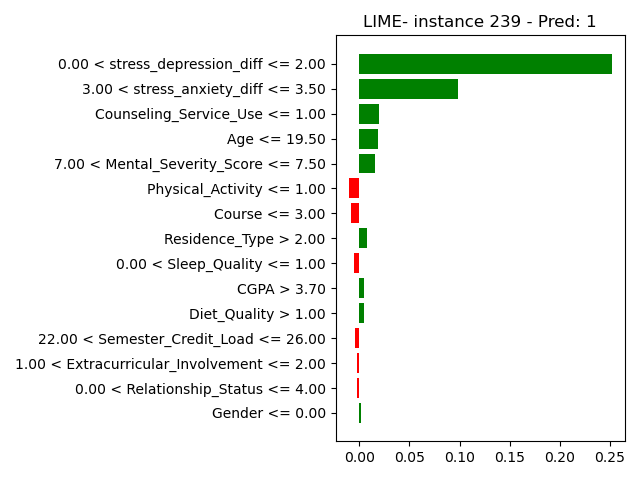 LIME- instance 239 - Pred: 1
0.00 < stress_depression_diff <= 2.00
3.00 < stress_anxiety_diff <= 3.50
Counseling_Service_Use <= 1.00
Age <= 19.50
7.00 < Mental_Severity_Score <= 7.50
Physical_Activity <= 1.00
Course <= 3.00
Residence_Type > 2.00
0.00 < Sleep_Quality <= 1.00
CGPA > 3.70
Diet_Quality > 1.00
22.00 < Semester_Credit_Load <= 26.00
1.00 < Extracurricular_Involvement <= 2.00
0.00 < Relationship_Status <= 4.00
Gender <= 0.00
0.00 0.05 0.10 0.15 0.20 0.25